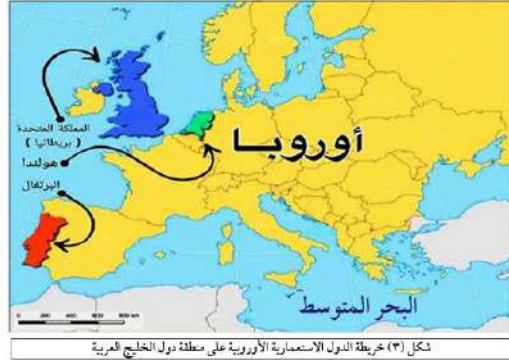 المملكة المتحدة
( بريطانيا )
هولندا
البرتغال
أوروبا
البحر المتوسط
شكل (٣) خريطة الدول الاستعمارية الأوروبية على منطقة دول الخليج العربية